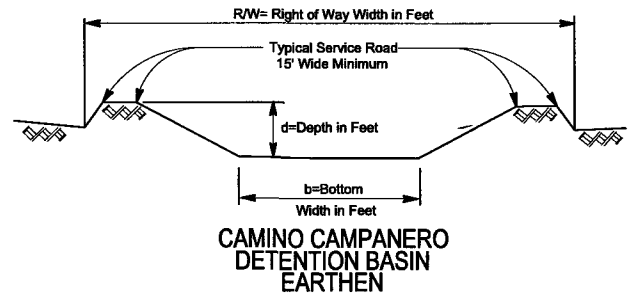 R/W= Right of Way Width in Feet
Typical Service Road
15' Wide Minimum
d=Depth in Feet
b=Bottom
Width in Feet
CAMINO CAMPANERO
DETENTION BASIN
EARTHEN